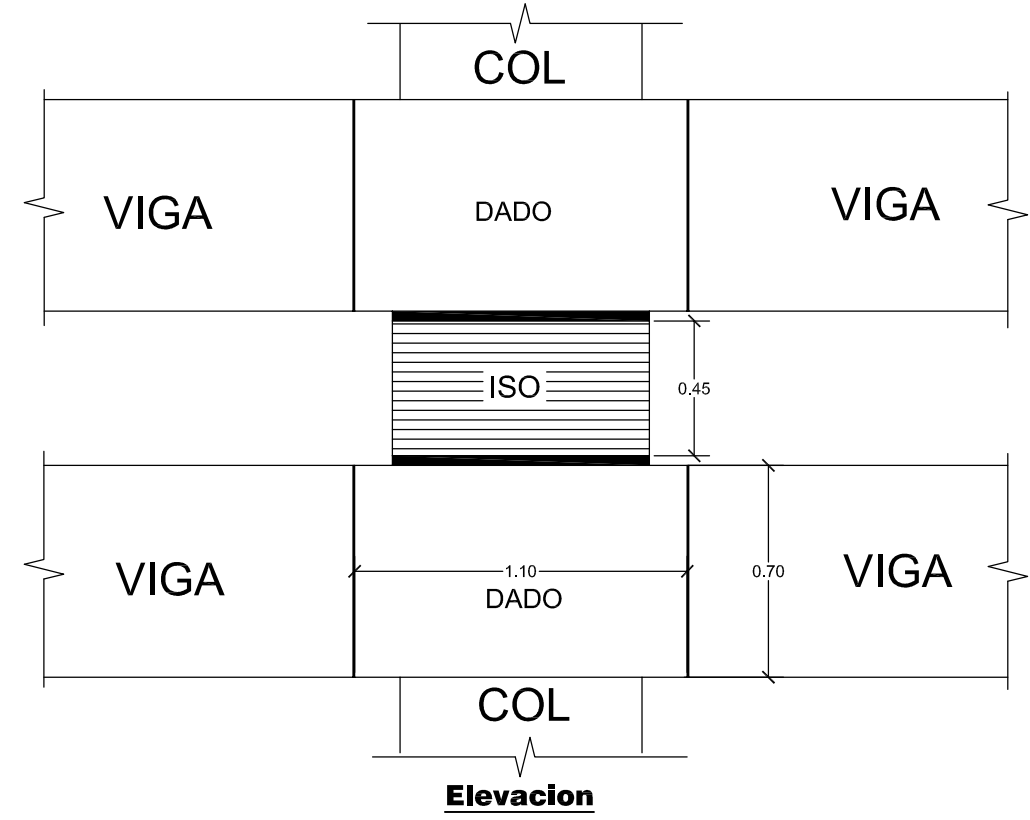 COL
VIGA
DADO
VIGA
ISO
0.45
VIGA
1.10
DADO
0.70
VIGA
COL
Elevacion